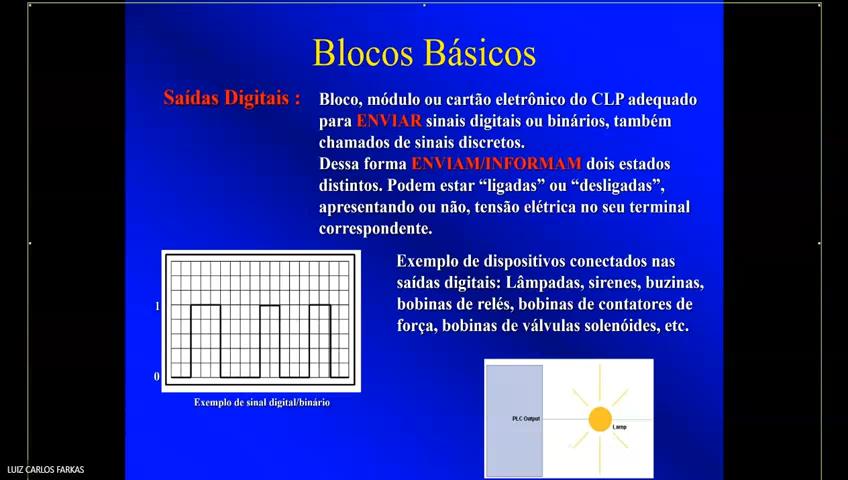 Blocos Básicos
Saídas Digitais :
Bloco, módulo ou cartão eletrônico do CLP adequado
para ENVIAR sinais digitais ou binários, também
chamados de sinais discretos.
Dessa forma ENVIAM/INFORMAM dois estados
distintos. Podem estar “ligadas” ou “desligadas”,
apresentando ou não, tensão elétrica no seu terminal
correspondente.
Exemplo de dispositivos conectados nas
saídas digitais: Lâmpadas, sirenes, buzinas,
bobinas de relés, bobinas de contatores de
força, bobinas de válvulas solenóides, etc.
1
0
Exemplo de sinal digital/binário
PLC Output
Lamp
LUIZ CARLOS FARKAS